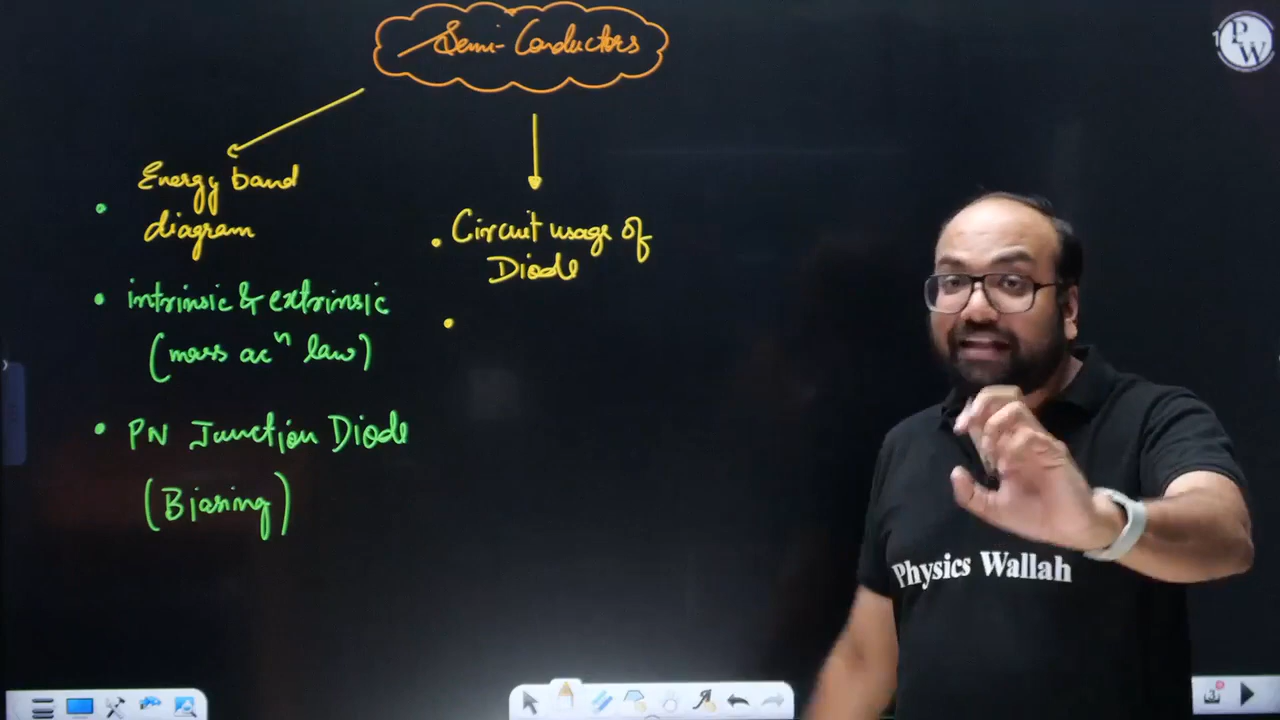 Semi-Conductors
Energy band
diagram
intrinsic & extrinsic
(mass acⁿ law)
PN Junction Diode
(Biasing)
Circuit usage of
Diode
PW
Physics Wallah